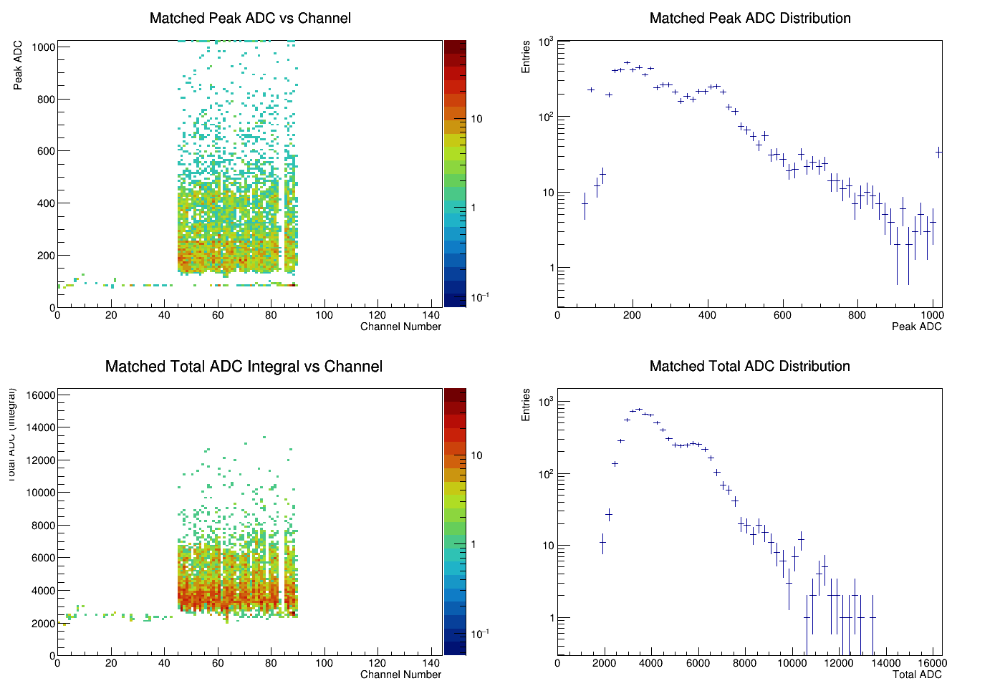 Matched Peak ADC vs Channel
Peak ADC
1000
800
600
400
200
0
0 20 40 60 80 100 120 140
Channel Number
10
1
10⁻¹
Matched Peak ADC Distribution
Entries
10³
10²
10
1
0 200 400 600 800 1000
Peak ADC
Matched Total ADC Integral vs Channel
Total ADC (Integral)
16000
14000
12000
10000
8000
6000
4000
2000
0
0 20 40 60 80 100 120 140
Channel Number
10
1
10⁻¹
Matched Total ADC Distribution
Entries
10³
10²
10
1
0 2000 4000 6000 8000 10000 12000 14000 16000
Total ADC